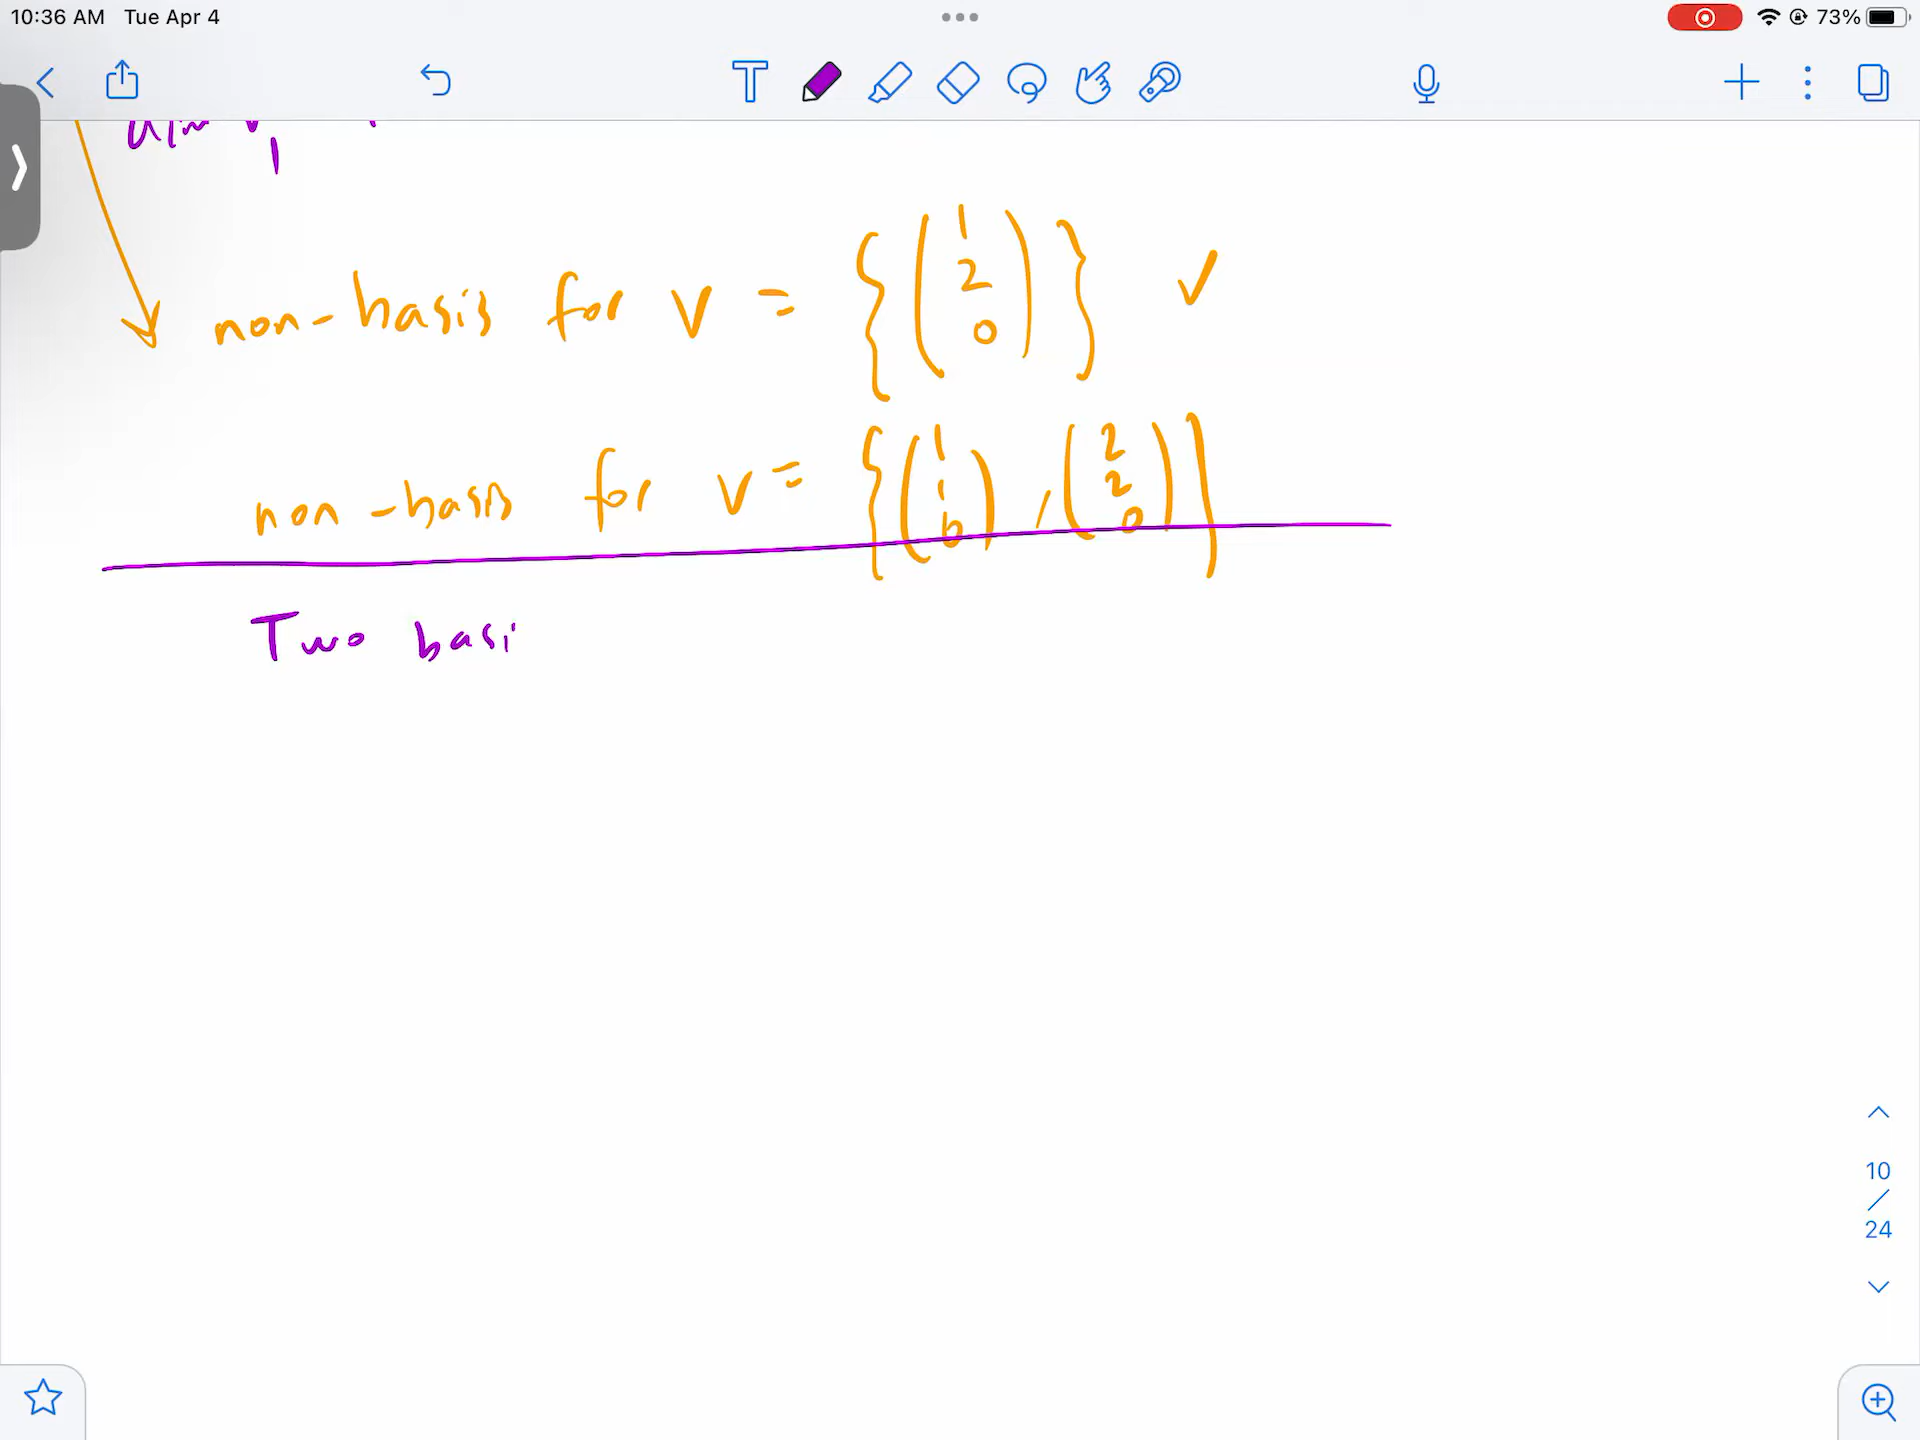 10:36 AM Tue Apr 4
73%
T
non-basis for V = { ( 1 2 0 ) } ✓
non-basis for V = { ( 1 1 0 ) , ( 2 2 0 ) }
Two basi
10
/
24